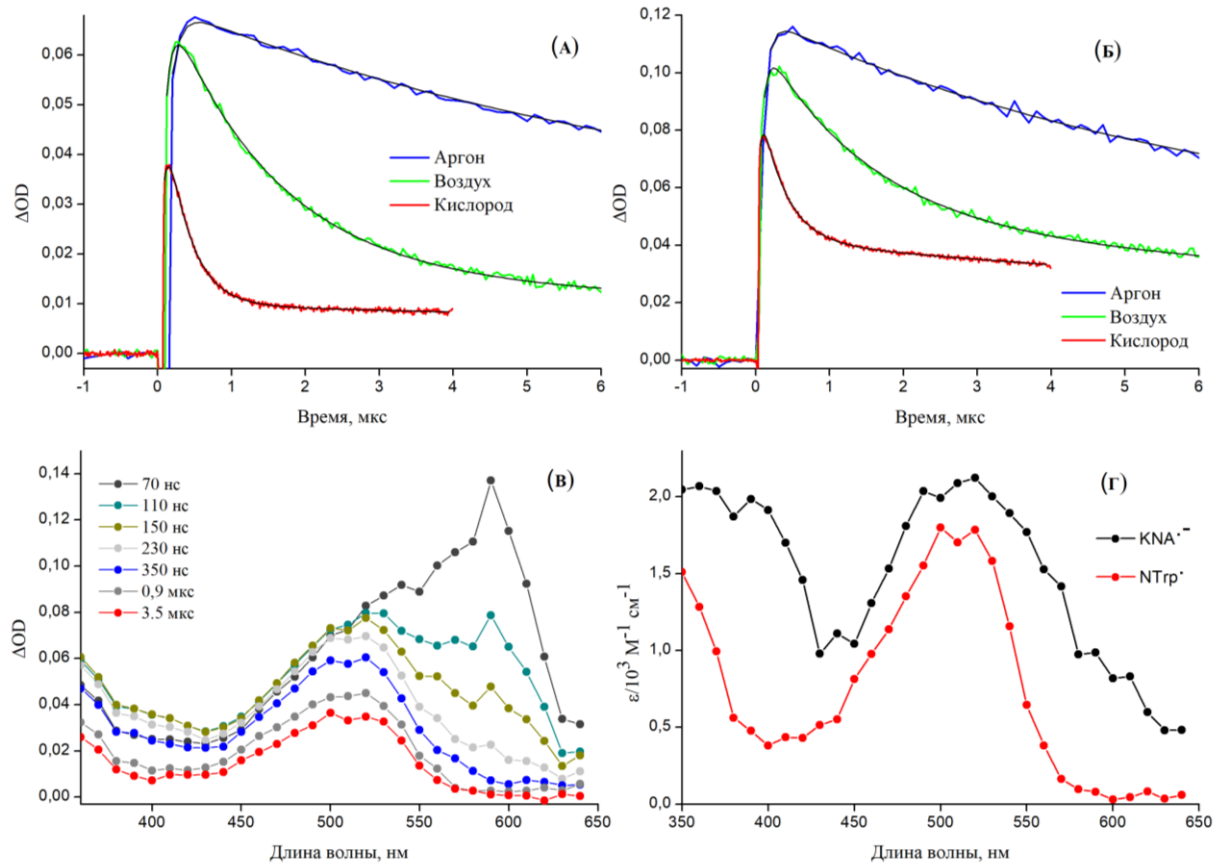 (А)
0,06
0,05
0,04
0,03
0,02
0,01
0,00
ΔOD
Аргон
Воздух
Кислород
-1 0 1 2 3 4 5 6
Время, мкс
(Б)
0,12
0,10
0,08
0,06
0,04
0,02
0,00
ΔOD
Аргон
Воздух
Кислород
-1 0 1 2 3 4 5 6
Время, мкс
(В)
0,14
0,12
0,10
0,08
0,06
0,04
0,02
0,00
ΔOD
70 нс
110 нс
150 нс
230 нс
350 нс
0,9 мкс
3.5 мкс
400 450 500 550 600 650
Длина волны, нм
(Г)
2,0
1,5
1,0
0,5
0,0
ε/10³ М⁻¹ см⁻¹
KNA•⁻
NTrp•
350 400 450 500 550 600 650
Длина волны, нм